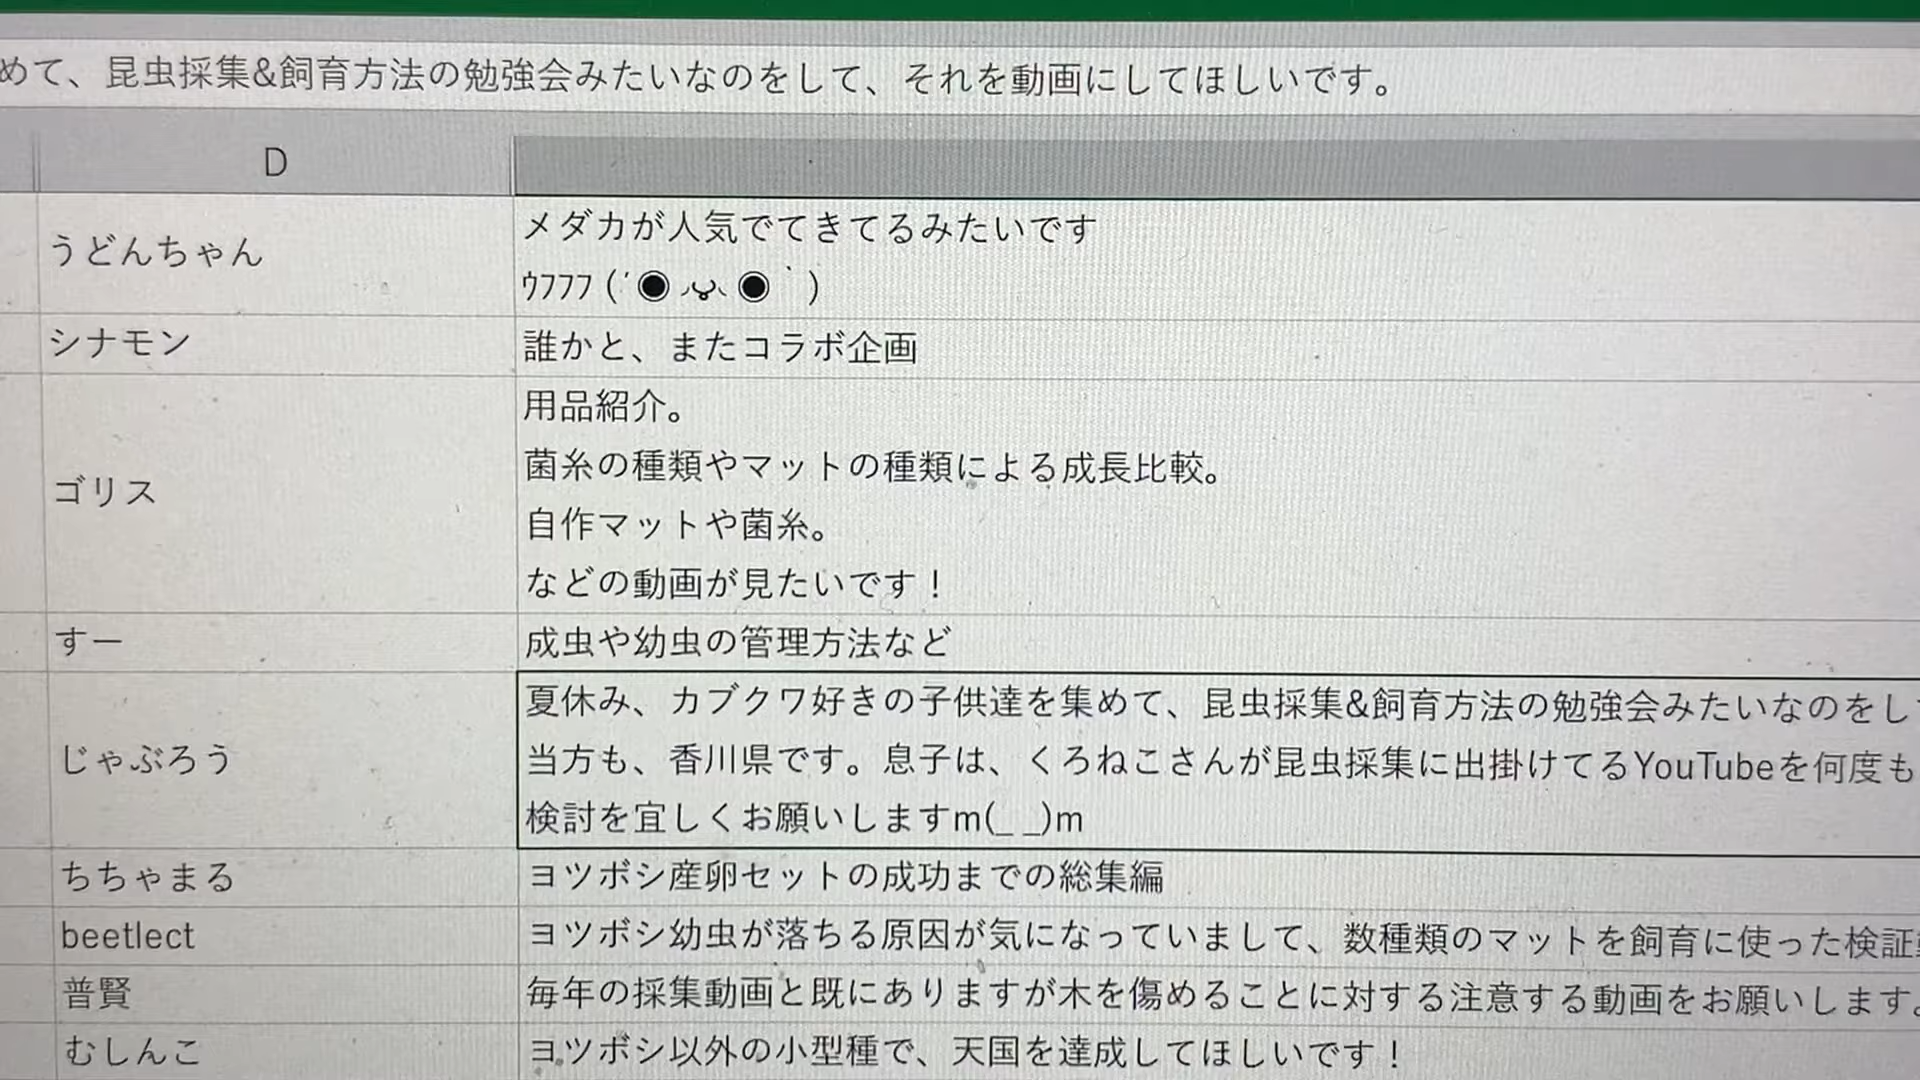 めて、昆虫採集&飼育方法の勉強会みたいなのをして、それを動画にしてほしいです。
D
うどんちゃん
メダカが人気でてきてるみたいです
ｳﾌﾌﾌ (´◉◞౪◟◉｀)
シナモン
誰かと、またコラボ企画
ゴリス
用品紹介。
菌糸の種類やマットの種類による成長比較。
自作マットや菌糸。
などの動画が見たいです！
すー
成虫や幼虫の管理方法など
じゃぶろう
夏休み、カブクワ好きの子供達を集めて、昆虫採集&飼育方法の勉強会みたいなのをし
当方も、香川県です。息子は、くろねこさんが昆虫採集に出掛けてるYouTubeを何度も
検討を宜しくお願いしますm(_ _)m
ちちゃまる
ヨツボシ産卵セットの成功までの総集編
beetlect
ヨツボシ幼虫が落ちる原因が気になっていまして、数種類のマットを飼育に使った検証
普賢
毎年の採集動画と既にありますが木を傷めることに対する注意する動画をお願いします。
むしんこ
ヨツボシ以外の小型種で、天国を達成してほしいです！